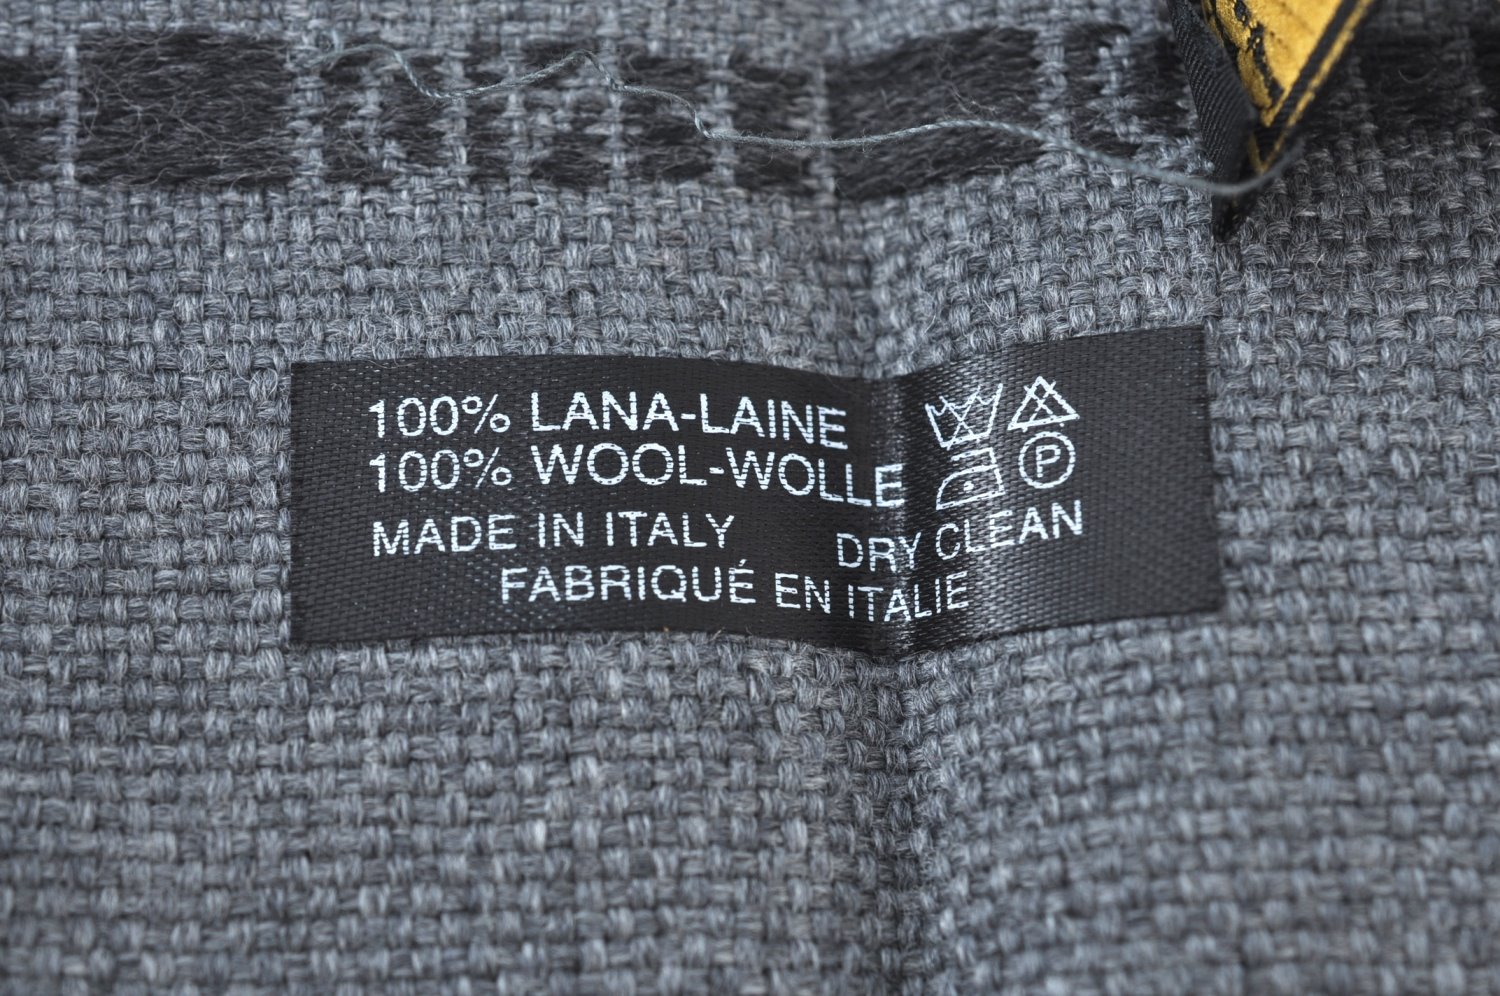 100% LANA-LAINE
100% WOOL-WOLLE
P
MADE IN ITALY DRY CLEAN
FABRIQUÉ EN ITALIE